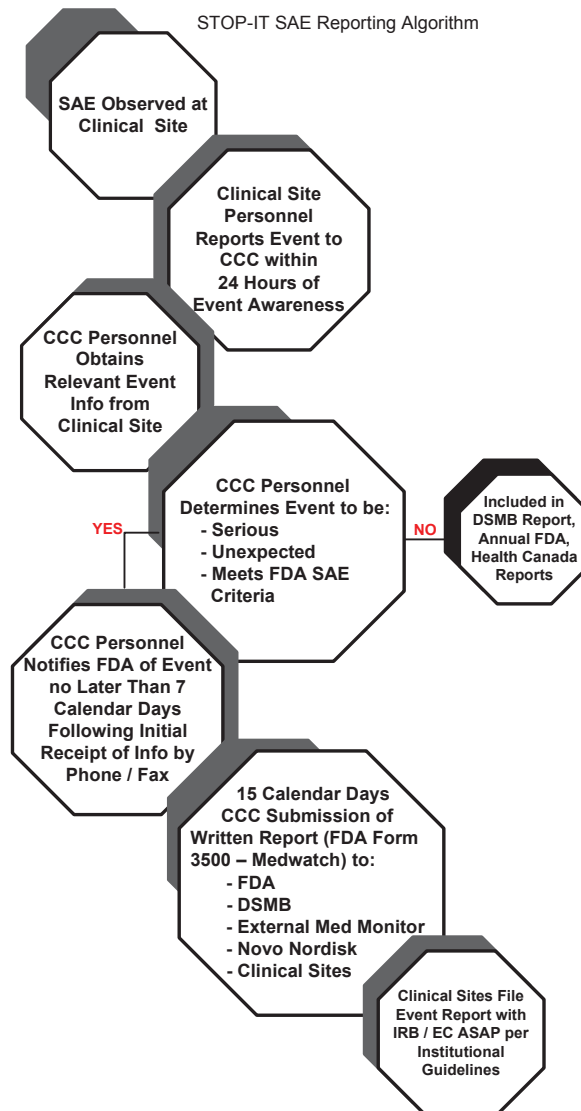 STOP-IT SAE Reporting Algorithm
SAE Observed at
Clinical Site
Clinical Site
Personnel
Reports Event to
CCC within
24 Hours of
Event Awareness
CCC Personnel
Obtains
Relevant Event
Info from
Clinical Site
CCC Personnel
Determines Event to be:
- Serious
- Unexpected
- Meets FDA SAE
Criteria
YES
NO
Included in
DSMB Report,
Annual FDA,
Health Canada
Reports
CCC Personnel
Notifies FDA of Event
no Later Than 7
Calendar Days
Following Initial
Receipt of Info by
Phone / Fax
15 Calendar Days
CCC Submission of
Written Report (FDA Form
3500 – Medwatch) to:
- FDA
- DSMB
- External Med Monitor
- Novo Nordisk
- Clinical Sites
Clinical Sites File
Event Report with
IRB / EC ASAP per
Institutional
Guidelines